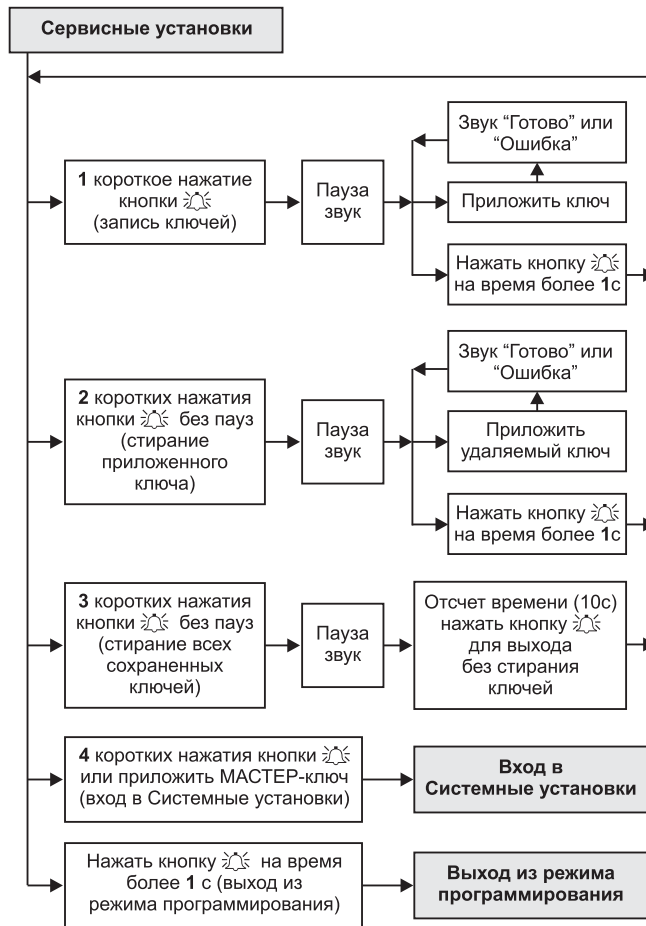 Сервисные установки
1 короткое нажатие
кнопки
(запись ключей)
Пауза
звук
Звук “Готово” или
“Ошибка”
Приложить ключ
Нажать кнопку
на время более 1с
2 коротких нажатия
кнопки без пауз
(стирание
приложенного
ключа)
Пауза
звук
Звук “Готово” или
“Ошибка”
Приложить
удаляемый ключ
Нажать кнопку
на время более 1с
3 коротких нажатия
кнопки без пауз
(стирание всех
сохраненных
ключей)
Пауза
звук
Отсчет времени (10с)
нажать кнопку
для выхода
без стирания
ключей
4 коротких нажатия кнопки
или приложить МАСТЕР-ключ
(вход в Системные установки)
Вход в
Системные установки
Нажать кнопку на время
более 1 с (выход из
режима программирования)
Выход из режима
программирования